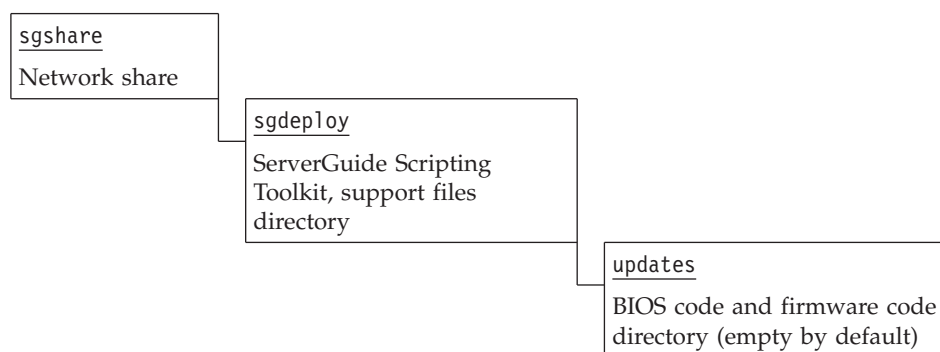 sgshare
Network share
sgdeploy
ServerGuide Scripting
Toolkit, support files
directory
updates
BIOS code and firmware code
directory (empty by default)